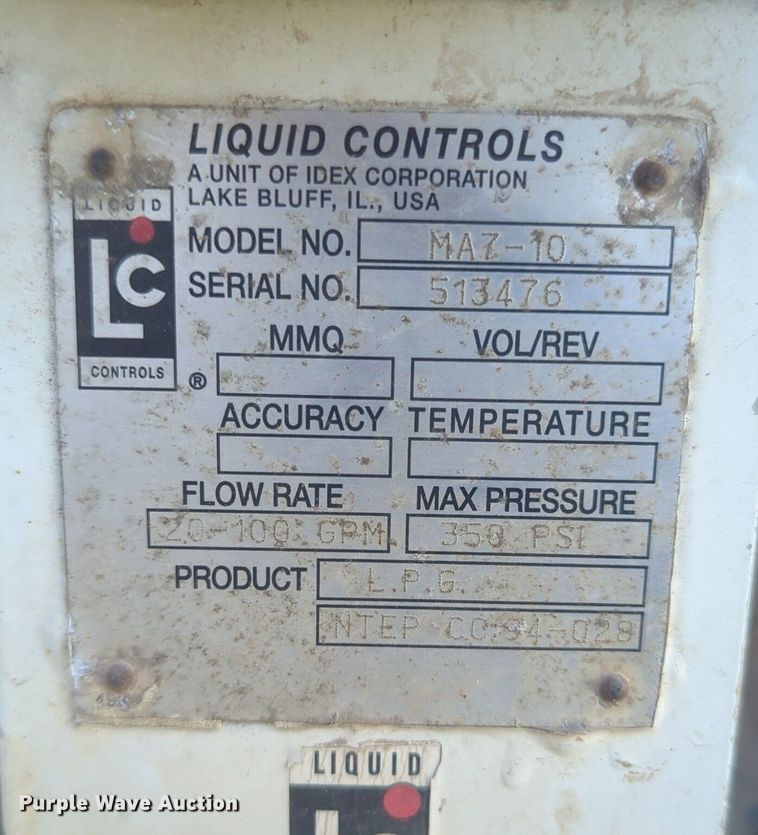 LIQUID CONTROLS
A UNIT OF IDEX CORPORATION
LAKE BLUFF, IL., USA
LIQUID
LC
CONTROLS
®
MODEL NO. MA7-10
SERIAL NO. 513476
MMQ VOL/REV
ACCURACY TEMPERATURE
FLOW RATE MAX PRESSURE
20-100 GPM 350 PSI
PRODUCT L.P.G.
NTEP CC 94-028
LIQUID
Purple Wave Auction